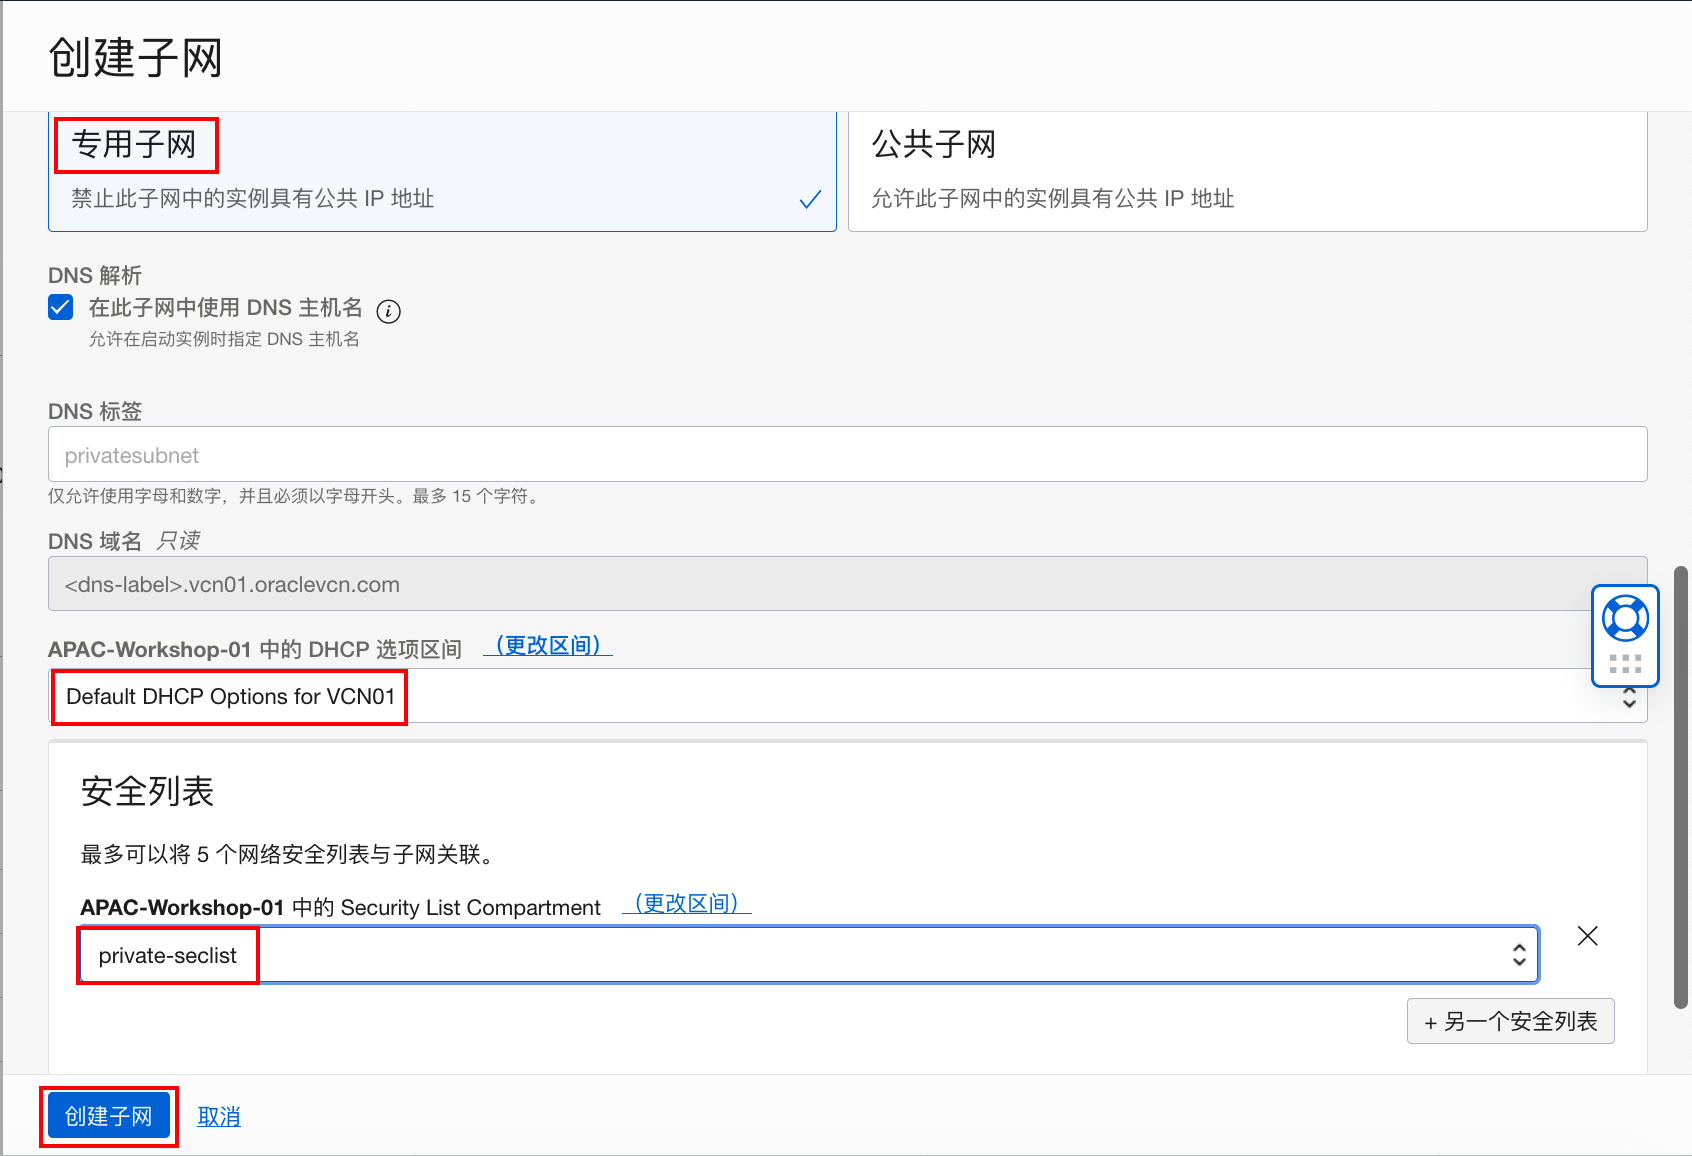 创建子网
专用子网
禁止此子网中的实例具有公共 IP 地址
公共子网
允许此子网中的实例具有公共 IP 地址
DNS 解析
在此子网中使用 DNS 主机名
允许在启动实例时指定 DNS 主机名
DNS 标签
privatesubnet
仅允许使用字母和数字，并且必须以字母开头。最多 15 个字符。
DNS 域名 只读
<dns-label>.vcn01.oraclevcn.com
APAC-Workshop-01 中的 DHCP 选项区间 （更改区间）
Default DHCP Options for VCN01
安全列表
最多可以将 5 个网络安全列表与子网关联。
APAC-Workshop-01 中的 Security List Compartment （更改区间）
private-seclist
+ 另一个安全列表
创建子网 取消